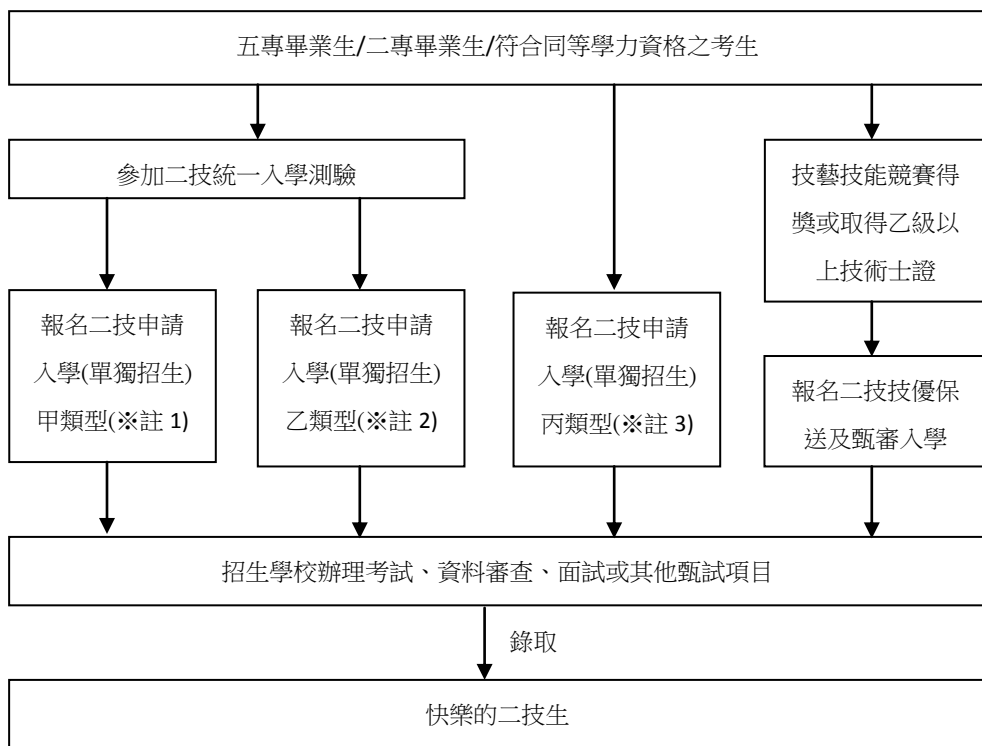 五專畢業生/二專畢業生/符合同等學力資格之考生
參加二技統一入學測驗
技藝技能競賽得
獎或取得乙級以
上技術士證
報名二技申請
入學(單獨招生)
甲類型(※註 1)
報名二技申請
入學(單獨招生)
乙類型(※註 2)
報名二技申請
入學(單獨招生)
丙類型(※註 3)
報名二技技優保
送及甄審入學
招生學校辦理考試、資料審查、面試或其他甄試項目
錄取
快樂的二技生